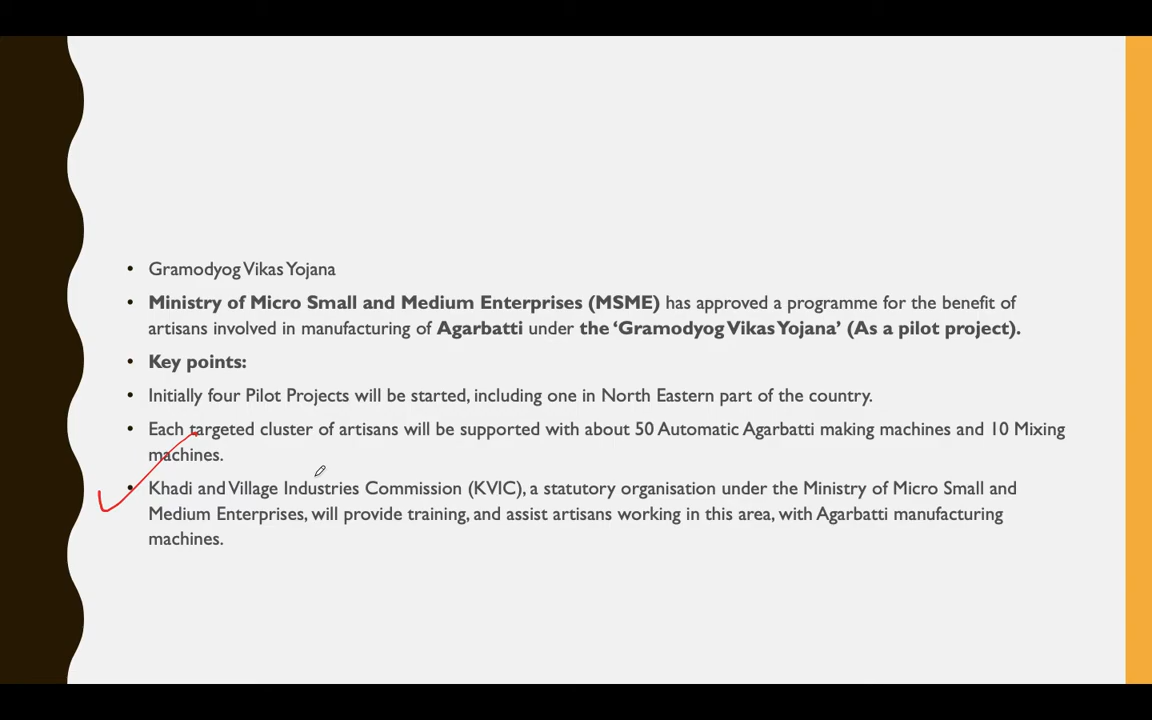 • Gramodyog Vikas Yojana
• Ministry of Micro Small and Medium Enterprises (MSME) has approved a programme for the benefit of
artisans involved in manufacturing of Agarbatti under the ‘Gramodyog Vikas Yojana’ (As a pilot project).
• Key points:
• Initially four Pilot Projects will be started, including one in North Eastern part of the country.
• Each targeted cluster of artisans will be supported with about 50 Automatic Agarbatti making machines and 10 Mixing
machines.
• Khadi and Village Industries Commission (KVIC), a statutory organisation under the Ministry of Micro Small and
Medium Enterprises, will provide training, and assist artisans working in this area, with Agarbatti manufacturing
machines.